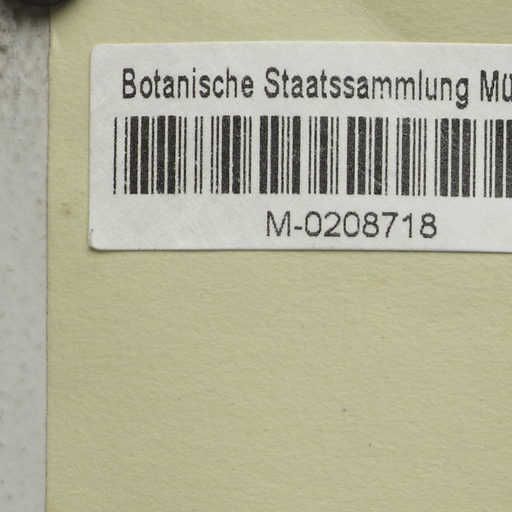 Botanische Staatssammlung Mü
M-0208718